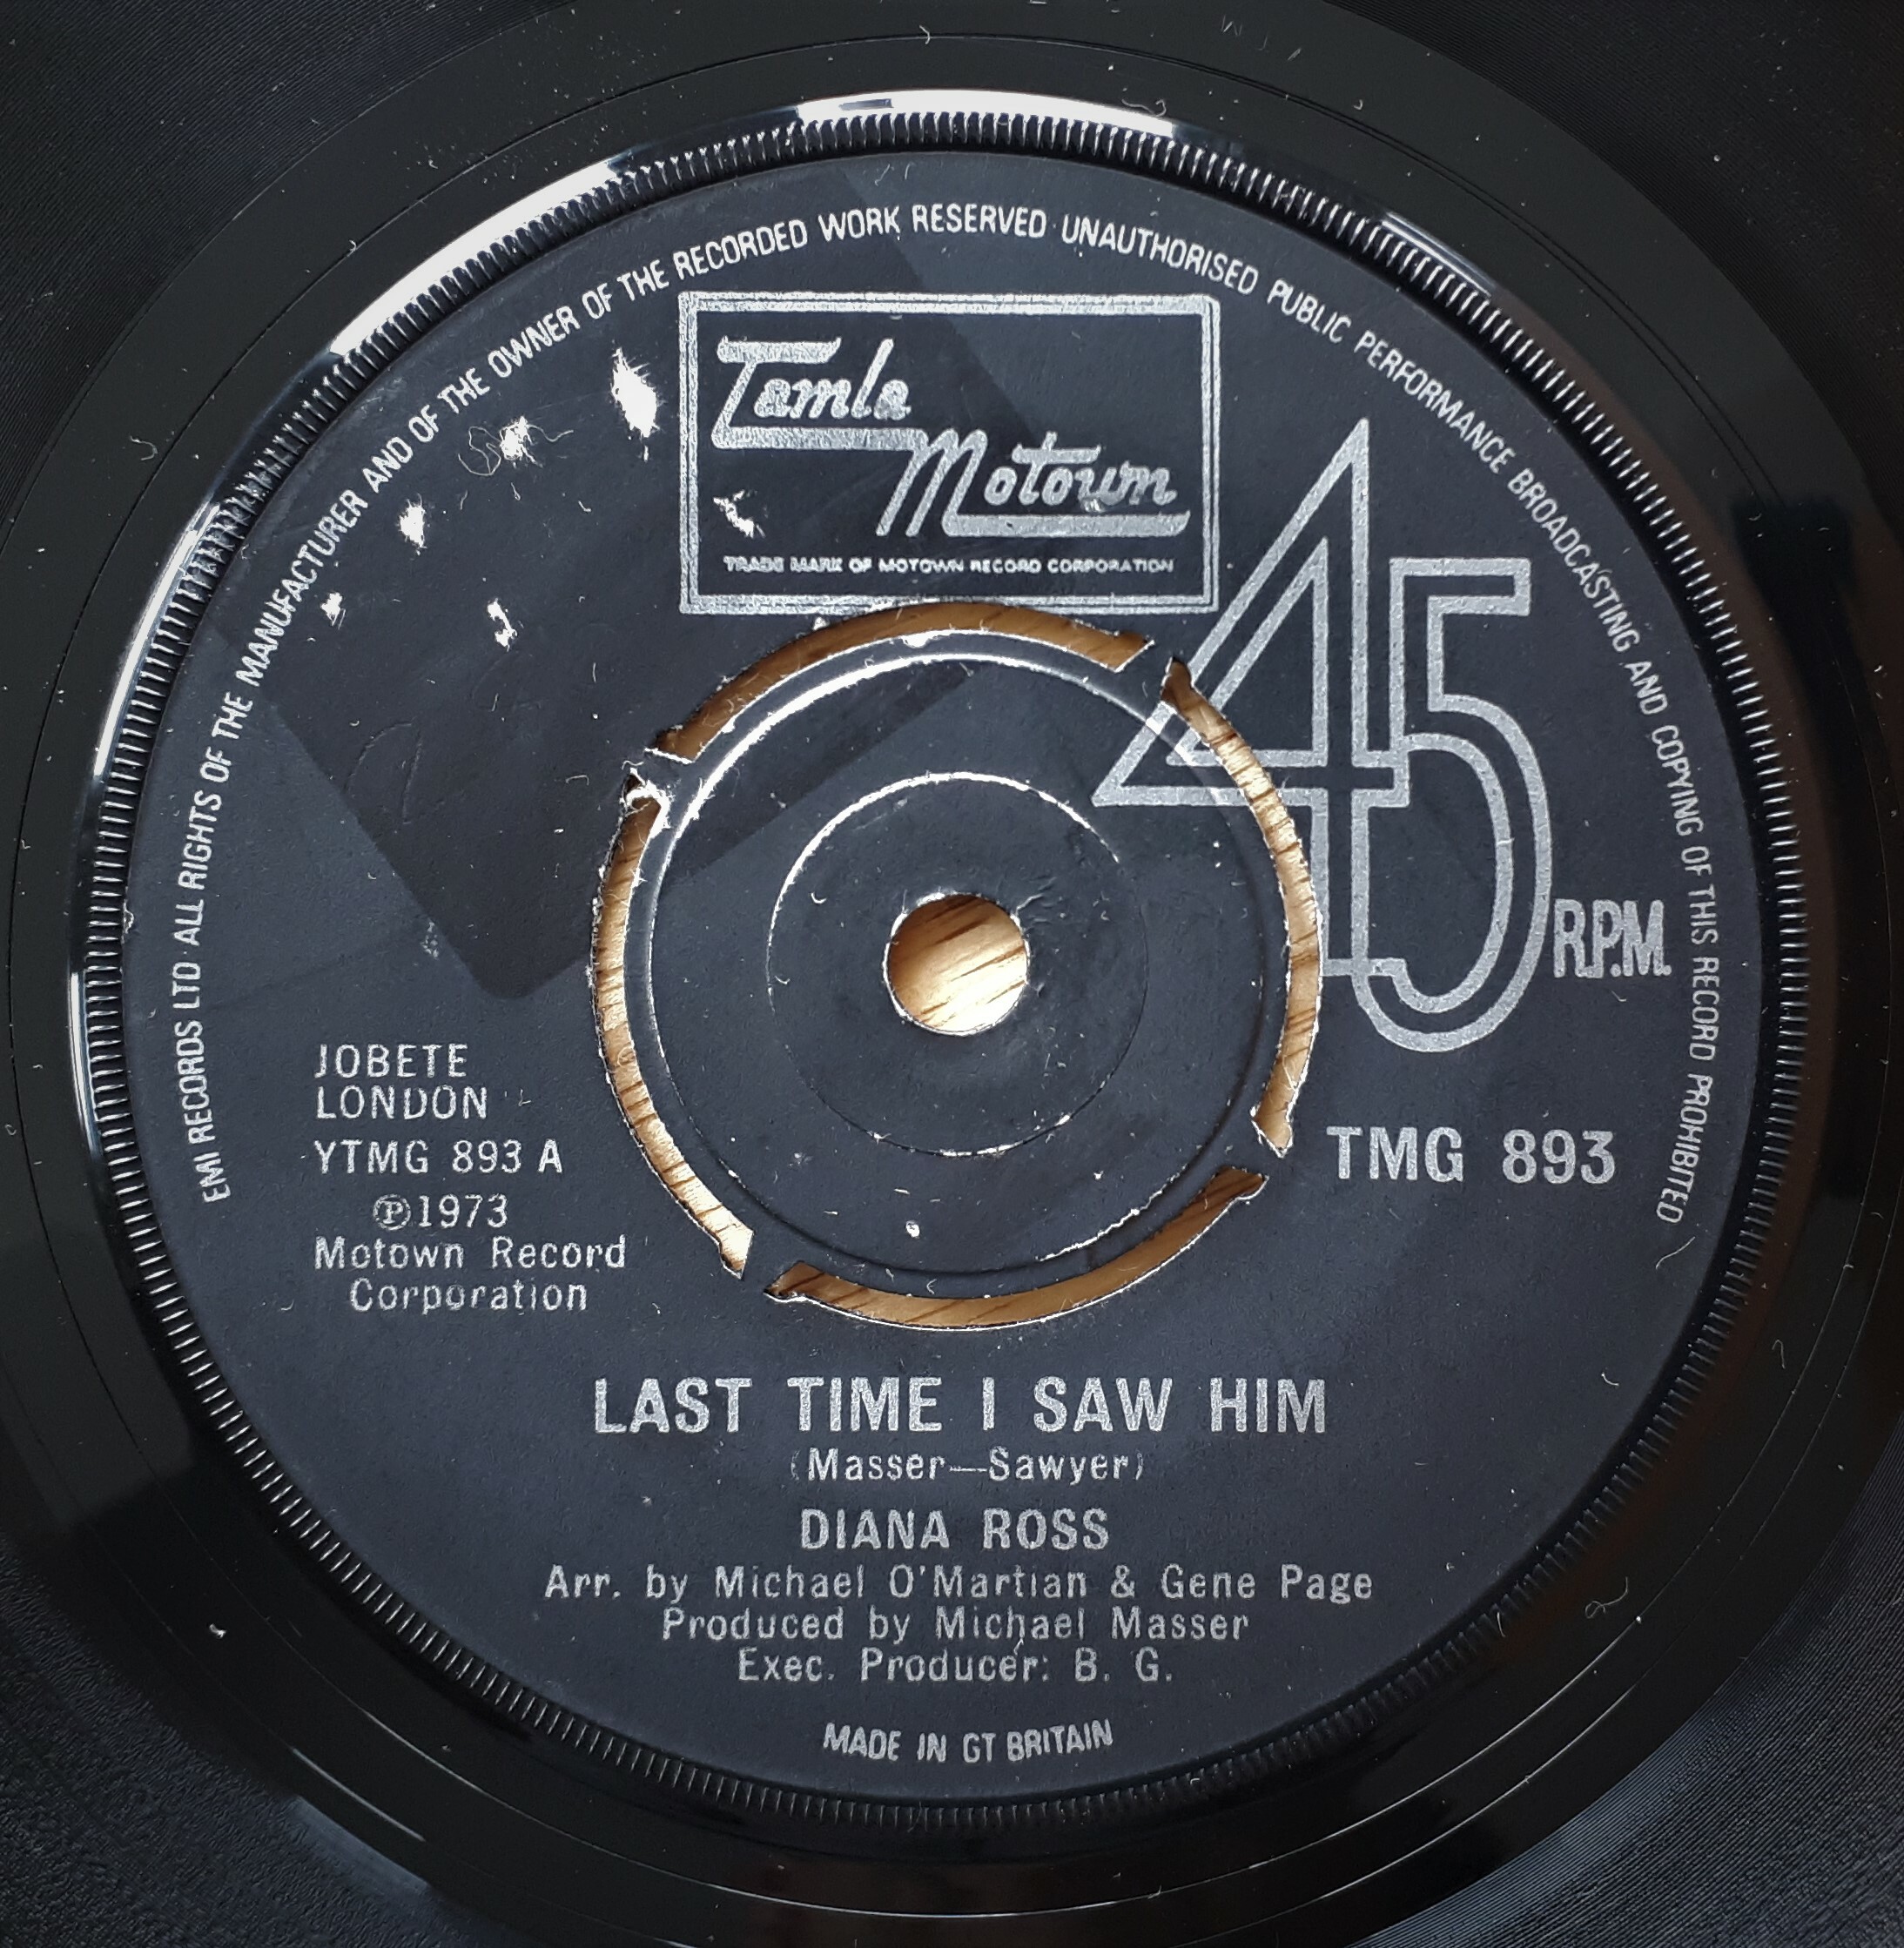 EMI RECORDS LTD · ALL RIGHTS OF THE MANUFACTURER AND OF THE OWNER OF THE RECORDED WORK RESERVED · UNAUTHORISED PUBLIC PERFORMANCE BROADCASTING AND COPYING OF THIS RECORD PROHIBITED
Tamla
Motown
TRADE MARK OF MOTOWN RECORD CORPORATION
45
R.P.M.
JOBETE
LONDON
YTMG 893 A
℗1973
Motown Record
Corporation
TMG 893
LAST TIME I SAW HIM
(Masser—Sawyer)
DIANA ROSS
Arr. by Michael O'Martian & Gene Page
Produced by Michael Masser
Exec. Producer: B. G.
MADE IN GT BRITAIN